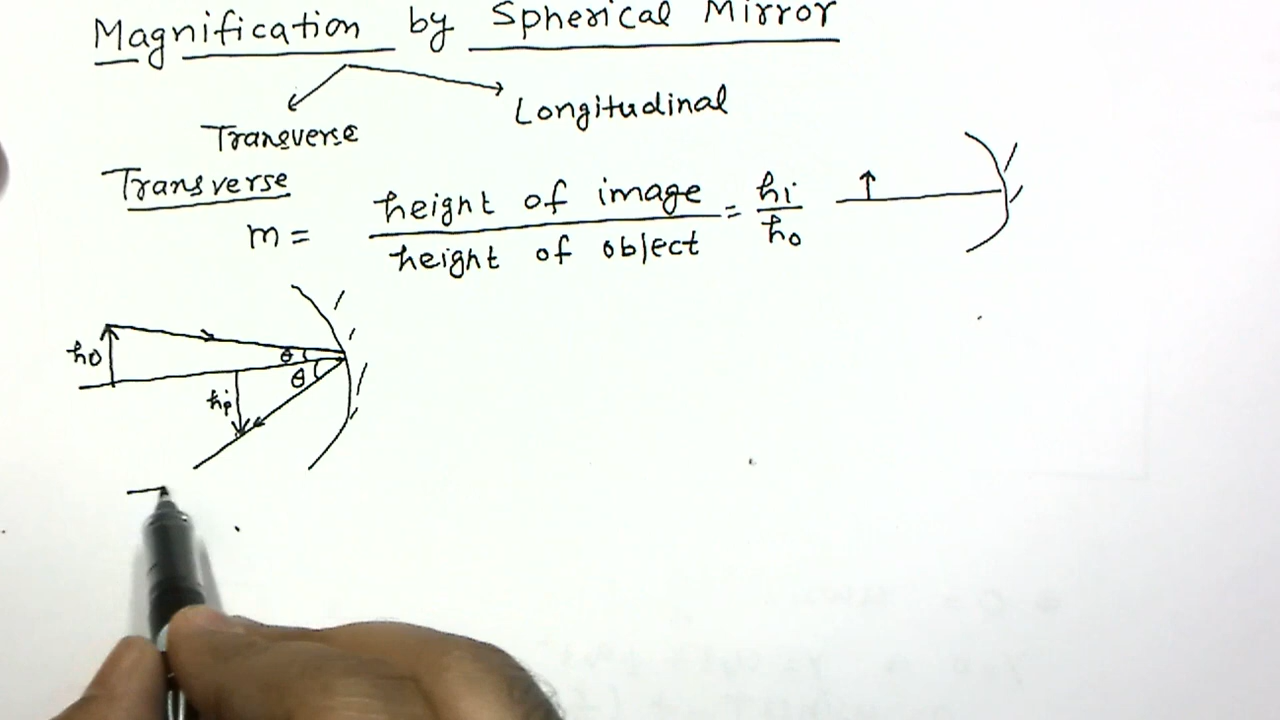 Magnification by Spherical Mirror
Transverse Longitudinal
Transverse
m = height of image / height of object = hi / ho
ho
θ
θ
hi